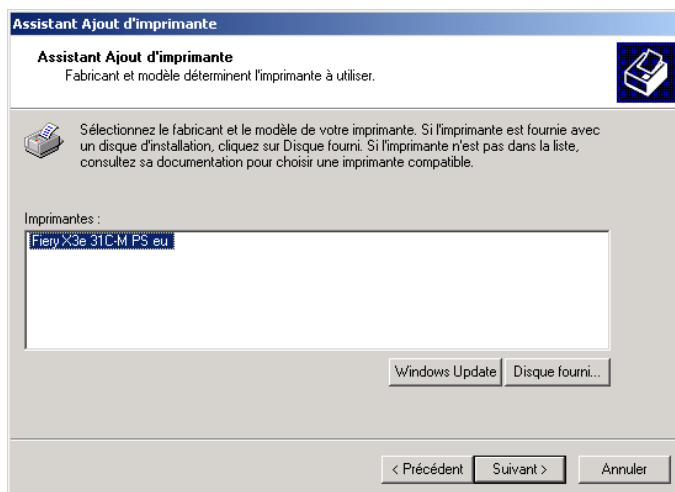 Assistant Ajout d'imprimante
Assistant Ajout d'imprimante
Fabricant et modèle déterminent l'imprimante à utiliser.
Sélectionnez le fabricant et le modèle de votre imprimante. Si l'imprimante est fournie avec
un disque d'installation, cliquez sur Disque fourni. Si l'imprimante n'est pas dans la liste,
consultez sa documentation pour choisir une imprimante compatible.
Imprimantes :
Fiery X3e 31C-M PS eu
Windows Update Disque fourni...
< Précédent Suivant > Annuler